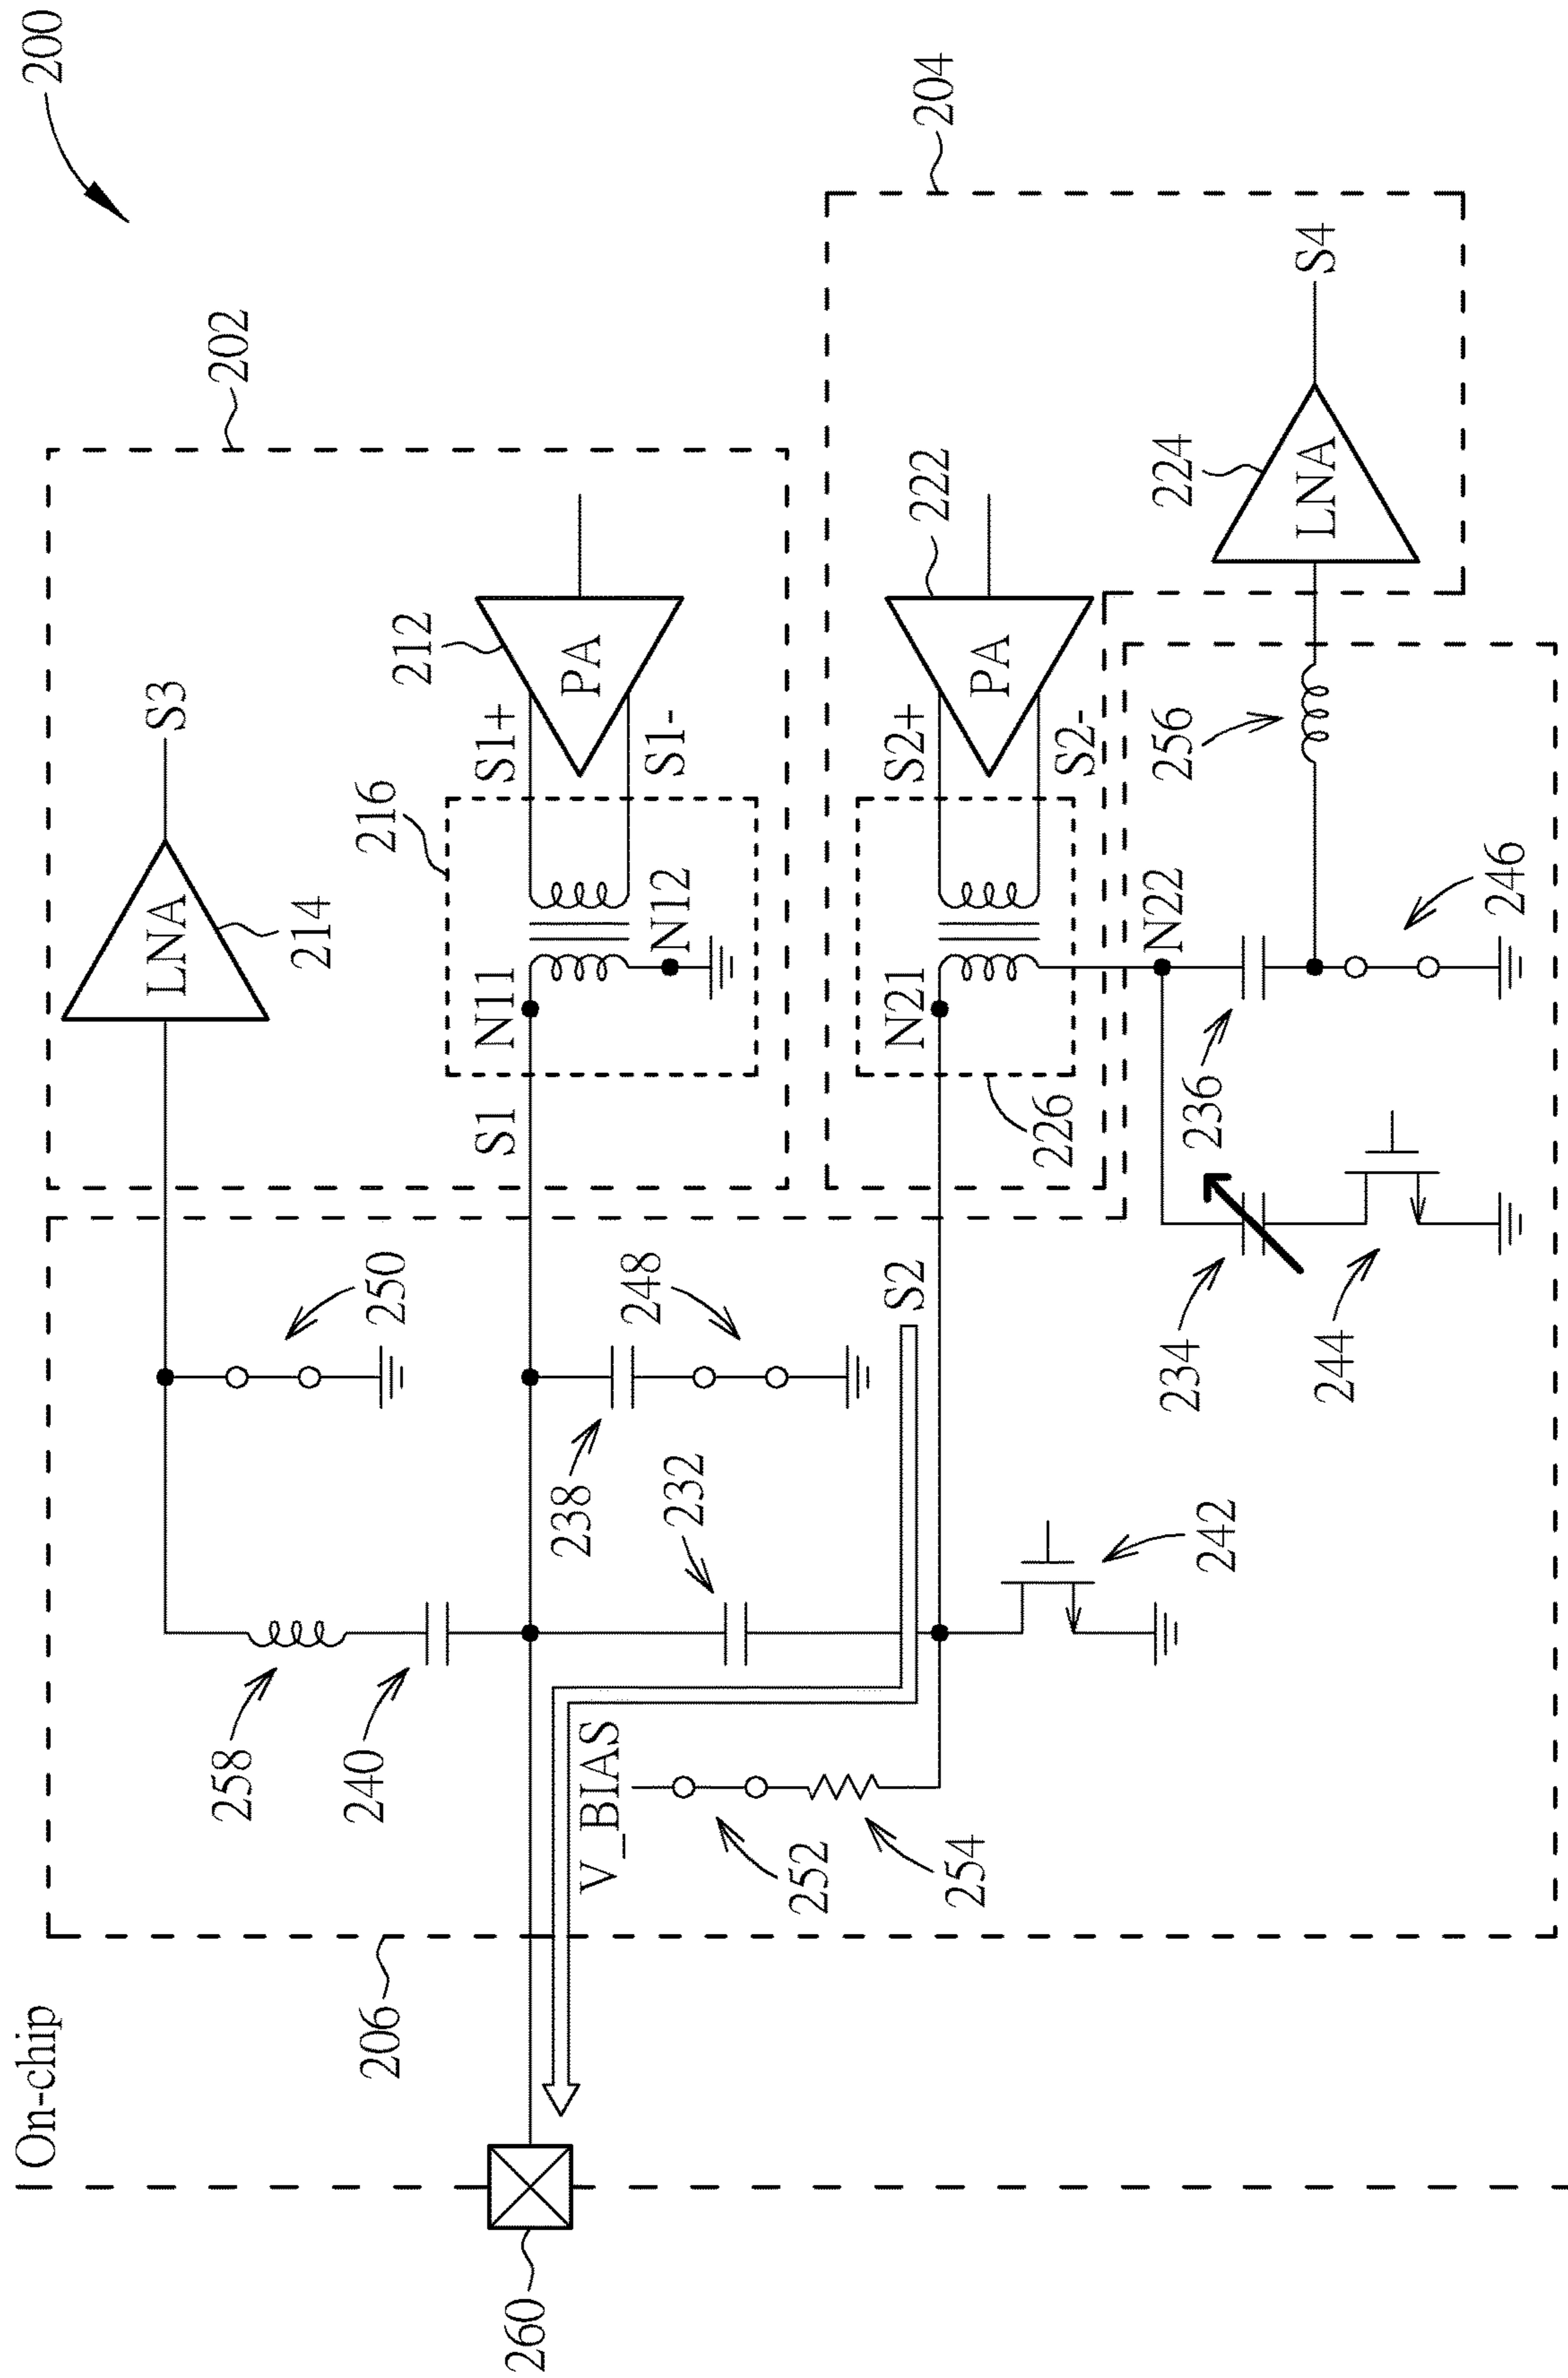 200
On-chip
206
202
204
258
240
250
LNA
214
S3
260
S1
N11
216
N12
S1+
S1-
212
PA
238
248
V_BIAS
232
252
254
S2
N21
226
S2+
S2-
222
PA
242
N22
234
244
236
246
256
224
LNA
S4